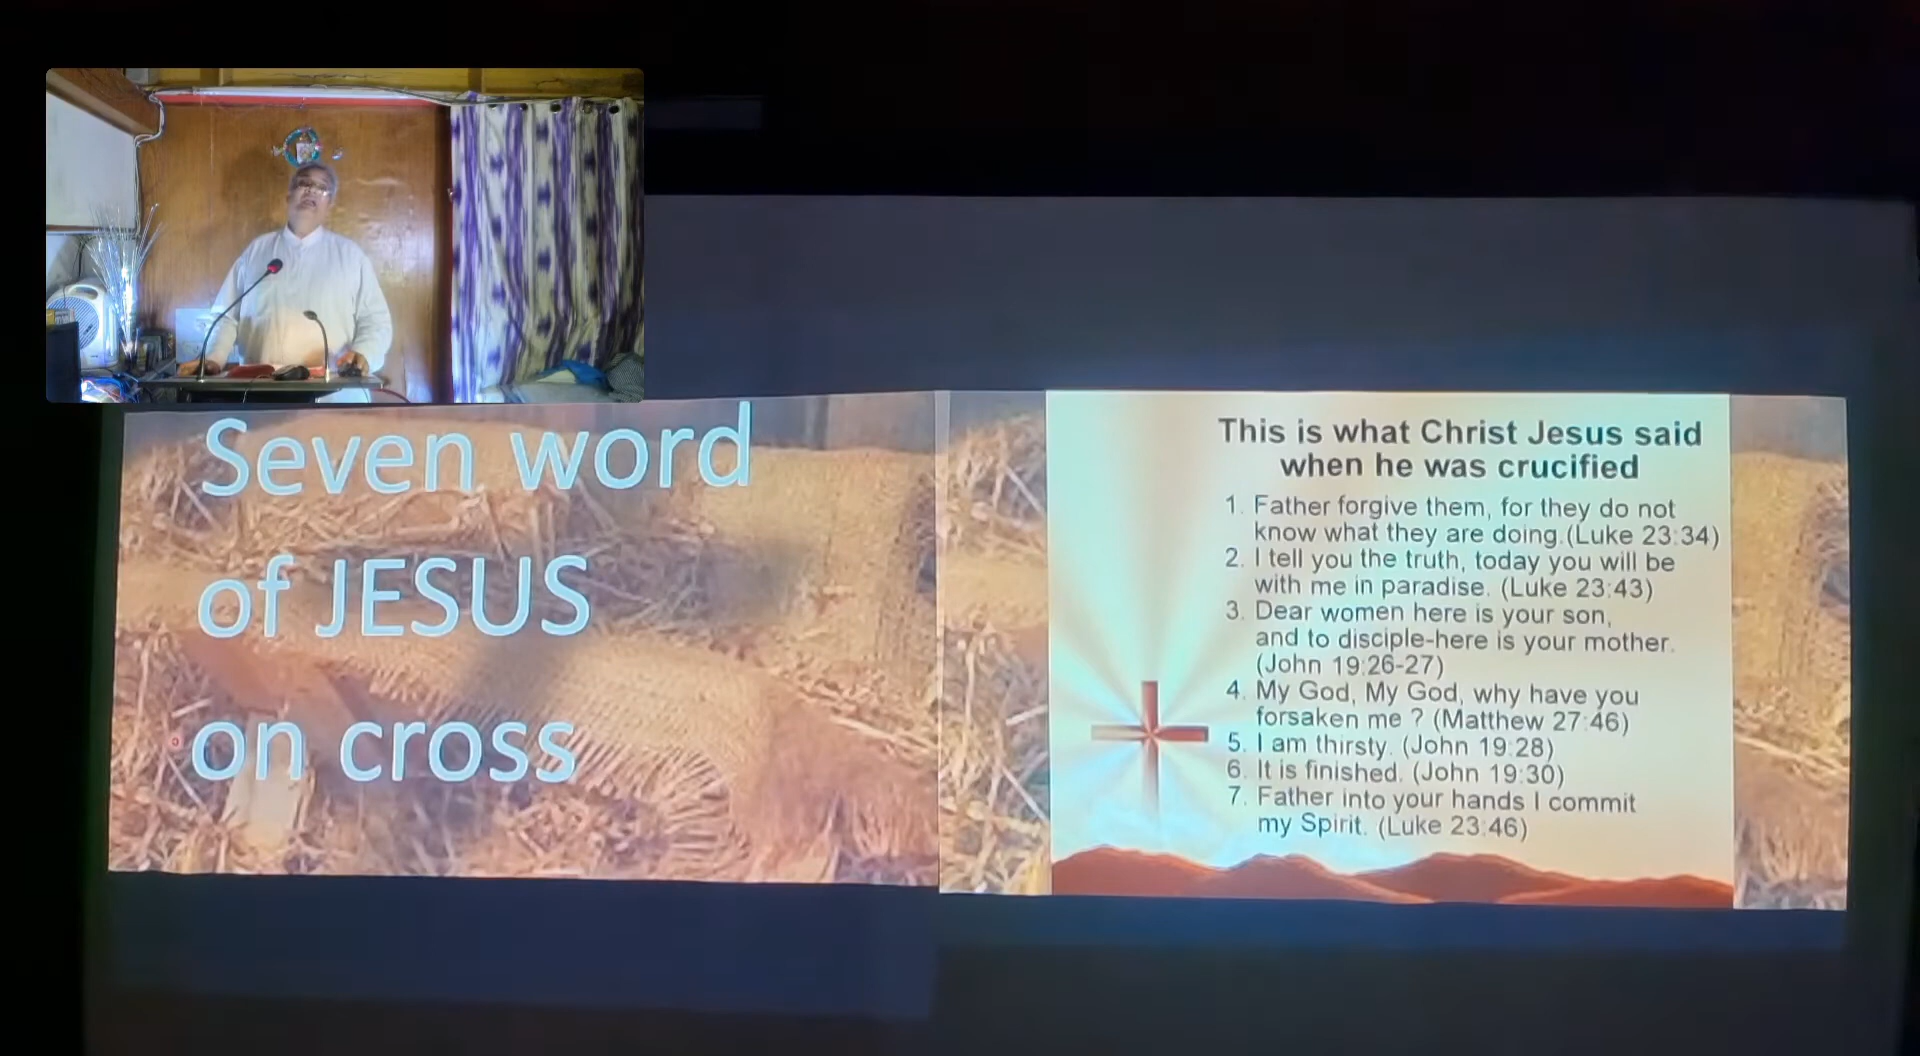 Seven word
of JESUS
on cross
This is what Christ Jesus said
when he was crucified
1. Father forgive them, for they do not
know what they are doing.(Luke 23:34)
2. I tell you the truth, today you will be
with me in paradise. (Luke 23:43)
3. Dear women here is your son,
and to disciple-here is your mother.
(John 19:26-27)
4. My God, My God, why have you
forsaken me ? (Matthew 27:46)
5. I am thirsty. (John 19:28)
6. It is finished. (John 19:30)
7. Father into your hands I commit
my Spirit. (Luke 23:46)